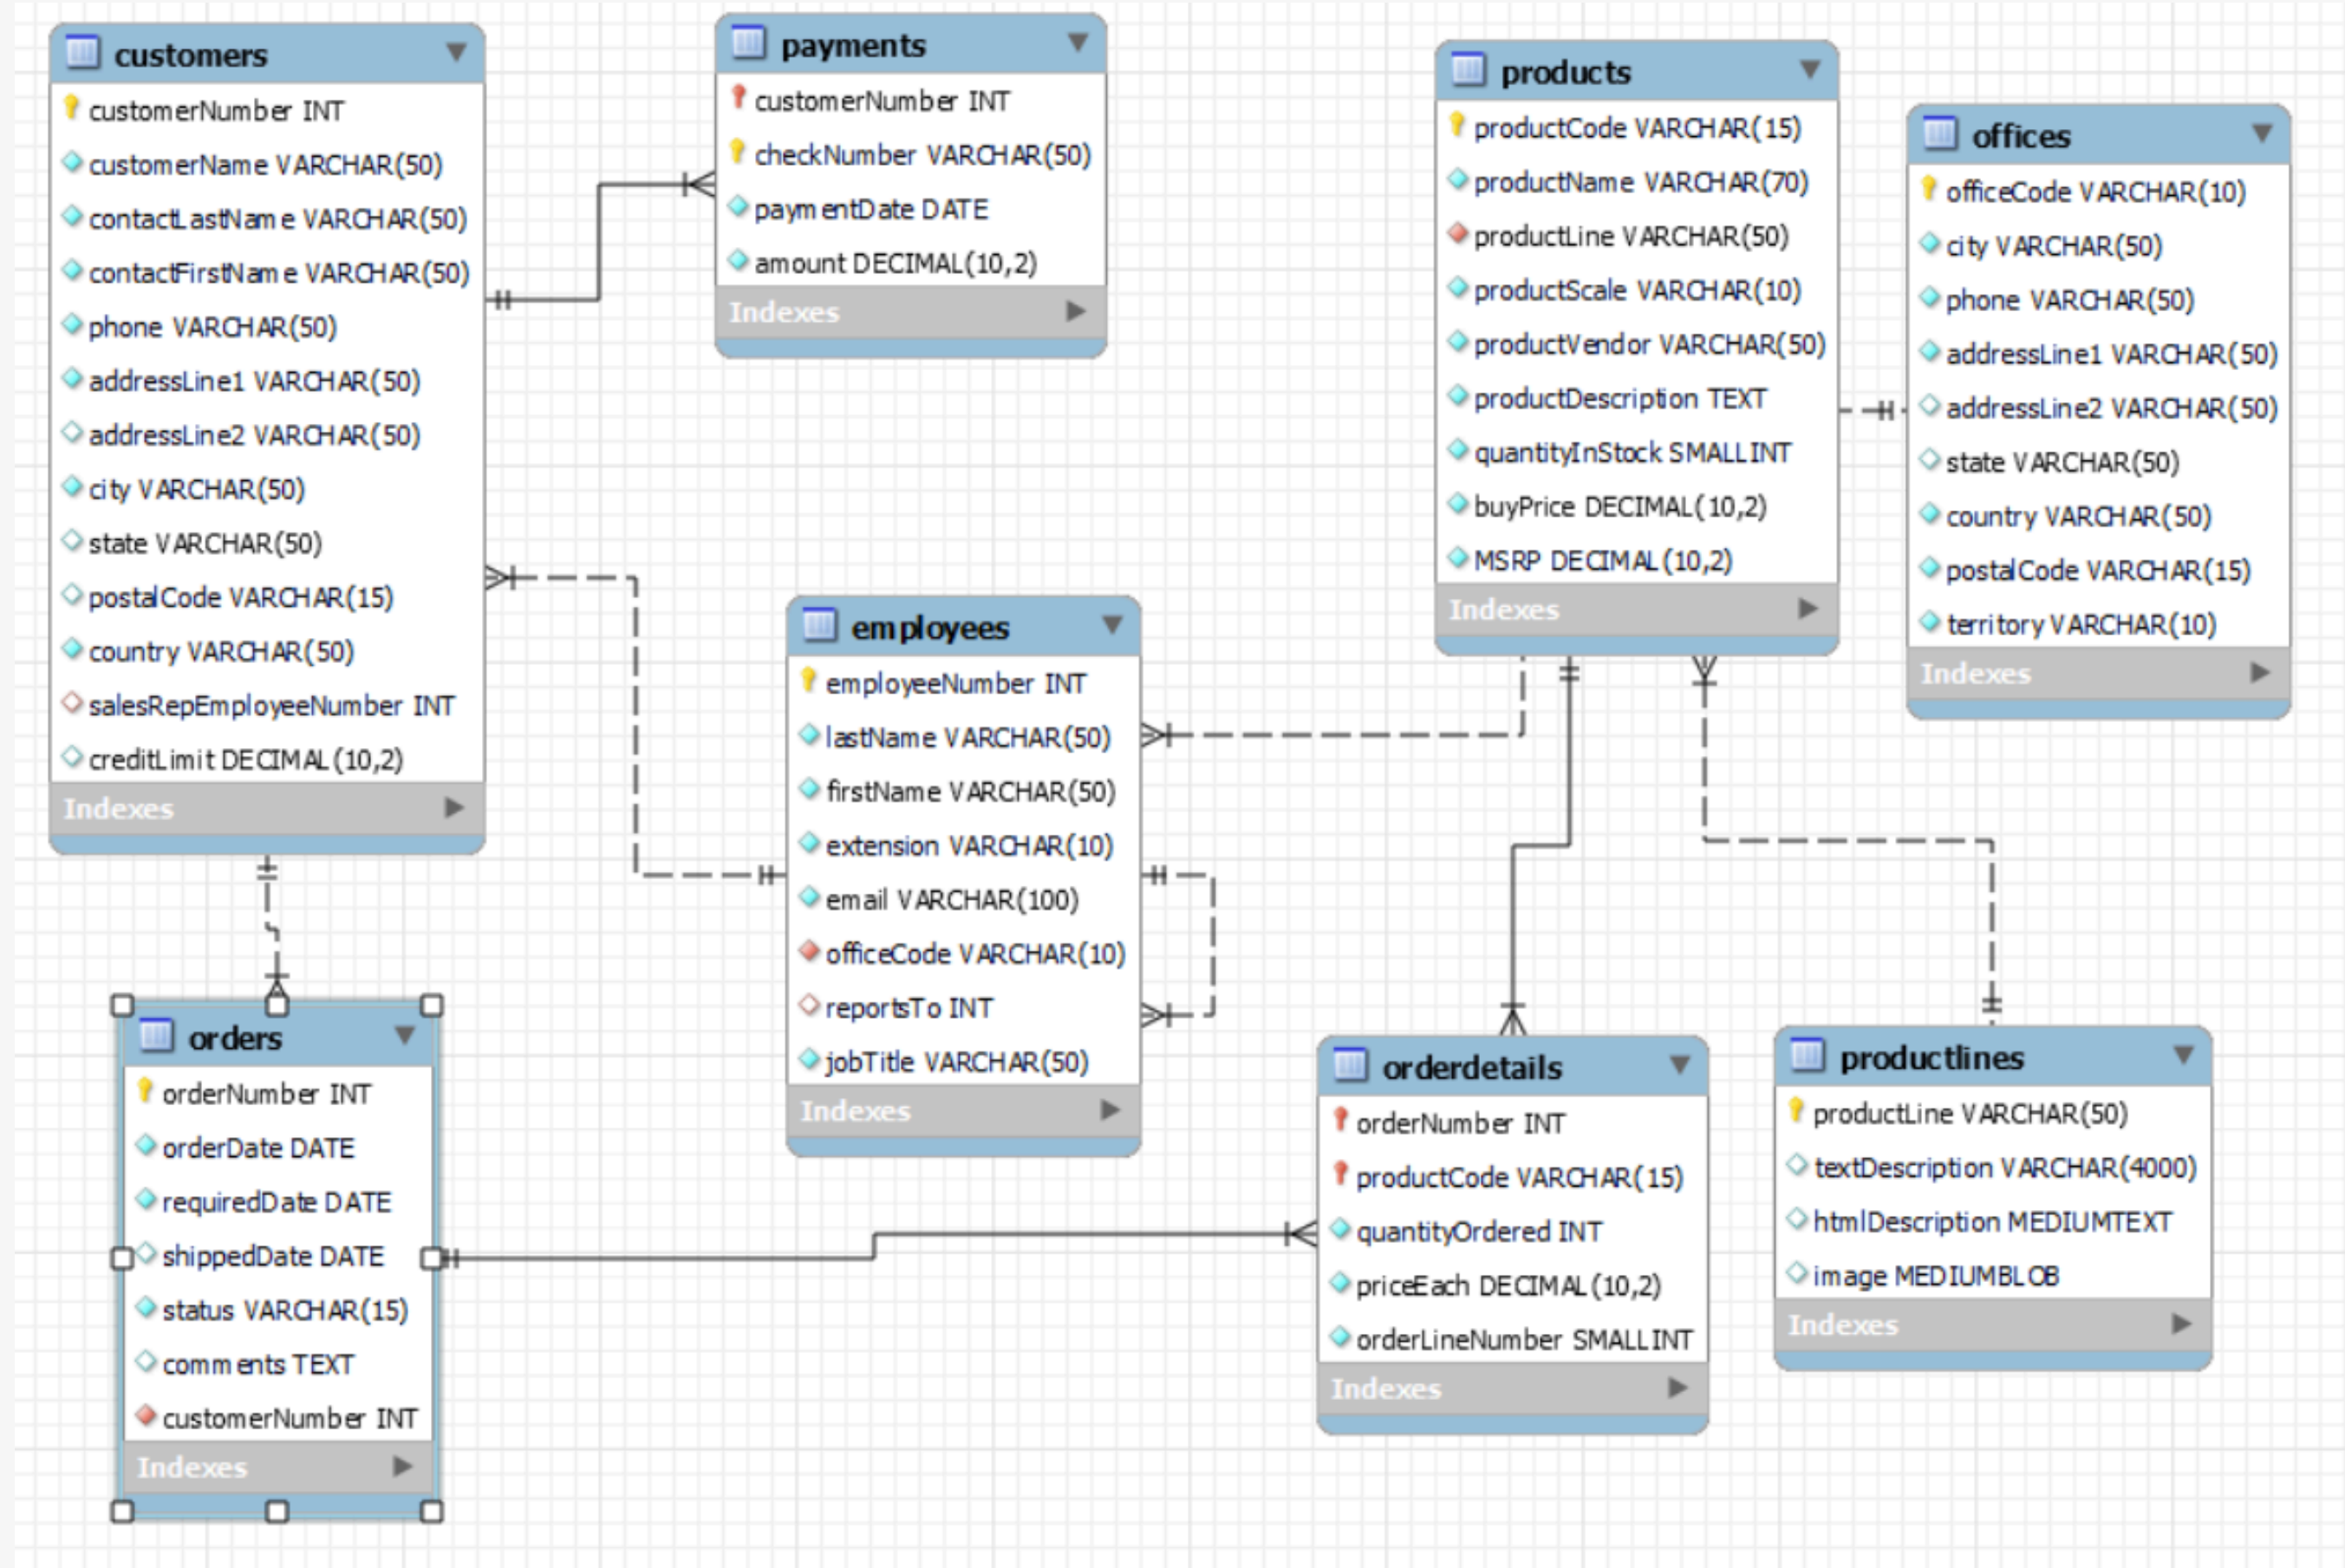 customers
customerNumber INT
customerName VARCHAR(50)
contactLastName VARCHAR(50)
contactFirstName VARCHAR(50)
phone VARCHAR(50)
addressLine1 VARCHAR(50)
addressLine2 VARCHAR(50)
city VARCHAR(50)
state VARCHAR(50)
postalCode VARCHAR(15)
country VARCHAR(50)
salesRepEmployeeNumber INT
creditLimit DECIMAL(10,2)
Indexes
payments
customerNumber INT
checkNumber VARCHAR(50)
paymentDate DATE
amount DECIMAL(10,2)
Indexes
products
productCode VARCHAR(15)
productName VARCHAR(70)
productLine VARCHAR(50)
productScale VARCHAR(10)
productVendor VARCHAR(50)
productDescription TEXT
quantityInStock SMALLINT
buyPrice DECIMAL(10,2)
MSRP DECIMAL(10,2)
Indexes
offices
officeCode VARCHAR(10)
city VARCHAR(50)
phone VARCHAR(50)
addressLine1 VARCHAR(50)
addressLine2 VARCHAR(50)
state VARCHAR(50)
country VARCHAR(50)
postalCode VARCHAR(15)
territory VARCHAR(10)
Indexes
employees
employeeNumber INT
lastName VARCHAR(50)
firstName VARCHAR(50)
extension VARCHAR(10)
email VARCHAR(100)
officeCode VARCHAR(10)
reportsTo INT
jobTitle VARCHAR(50)
Indexes
orders
orderNumber INT
orderDate DATE
requiredDate DATE
shippedDate DATE
status VARCHAR(15)
comments TEXT
customerNumber INT
Indexes
orderdetails
orderNumber INT
productCode VARCHAR(15)
quantityOrdered INT
priceEach DECIMAL(10,2)
orderLineNumber SMALLINT
Indexes
productlines
productLine VARCHAR(50)
textDescription VARCHAR(4000)
htmlDescription MEDIUMTEXT
image MEDIUMBLOB
Indexes